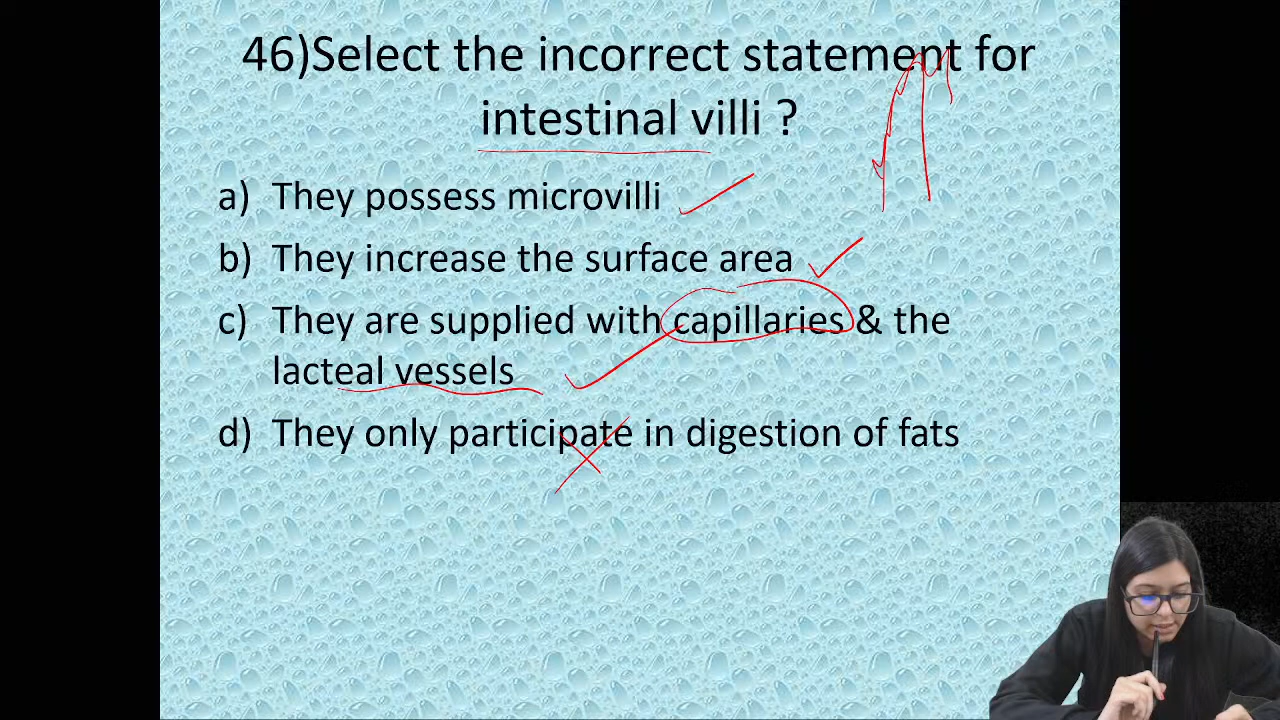 46)Select the incorrect statement for
intestinal villi ?
a) They possess microvilli
b) They increase the surface area
c) They are supplied with capillaries & the
lacteal vessels
d) They only participate in digestion of fats